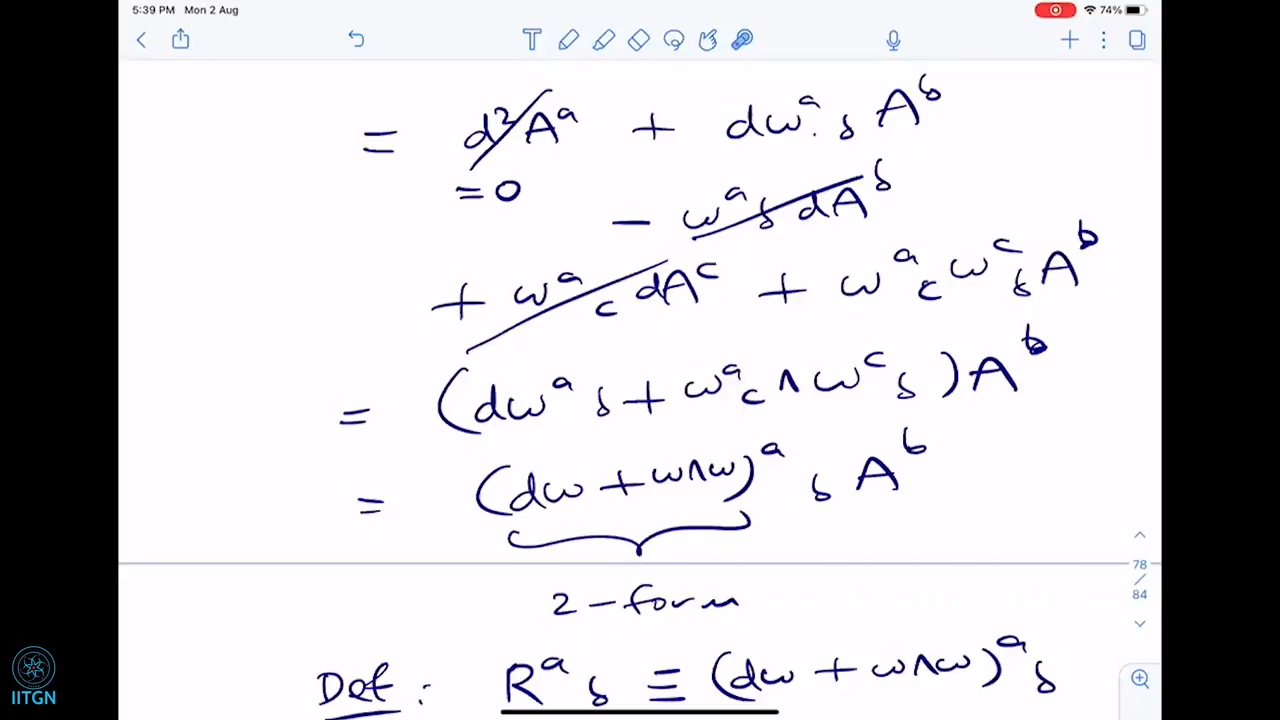 5:39 PM Mon 2 Aug
74%
= d²Aᵃ + dωᵃ_b Aᵇ
= 0
− ωᵃ_b dAᵇ
+ ωᵃ_c dAᶜ + ωᵃ_c ωᶜ_b Aᵇ
= (dωᵃ_b + ωᵃ_c ∧ ωᶜ_b) Aᵇ
= (dω + ω∧ω)ᵃ_b Aᵇ
78
/
84
2-form
Def : Rᵃ_b ≡ (dω + ω∧ω)ᵃ_b
IITGN